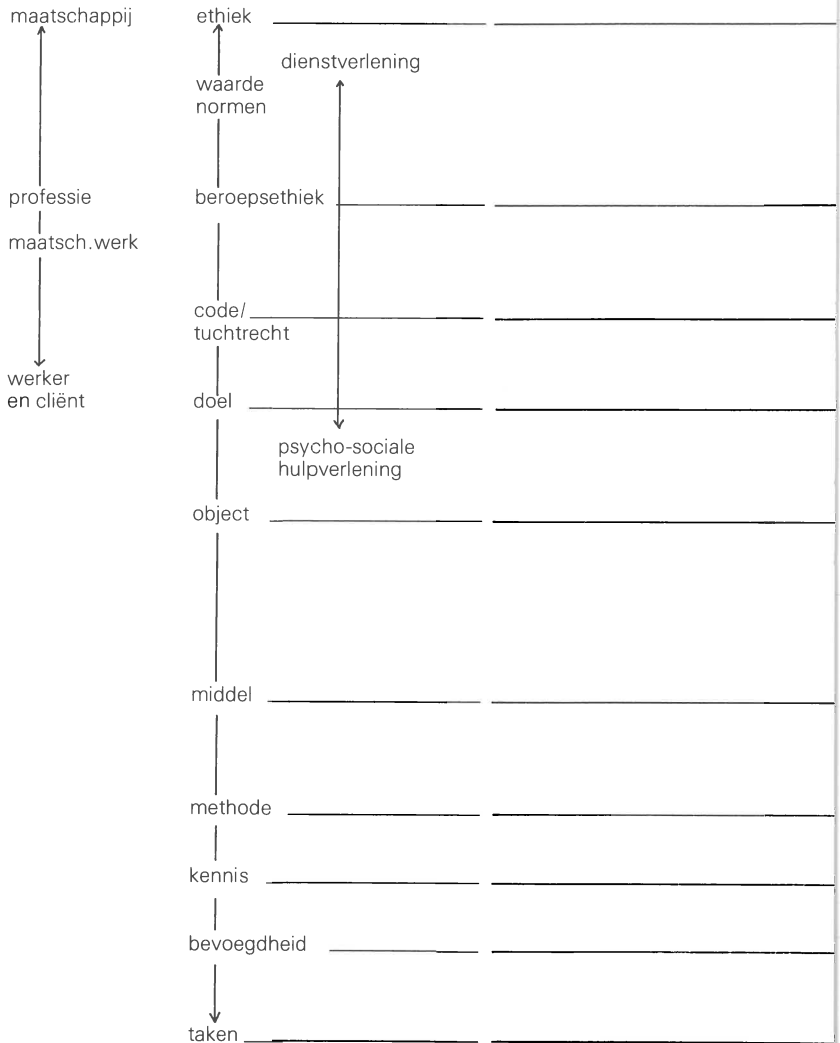 maatschappij
ethiek
dienstverlening
waarde
normen
professie
beroepsethiek
maatsch.werk
code/
tuchtrecht
werker
en cliënt
doel
psycho-sociale
hulpverlening
object
middel
methode
kennis
bevoegdheid
taken